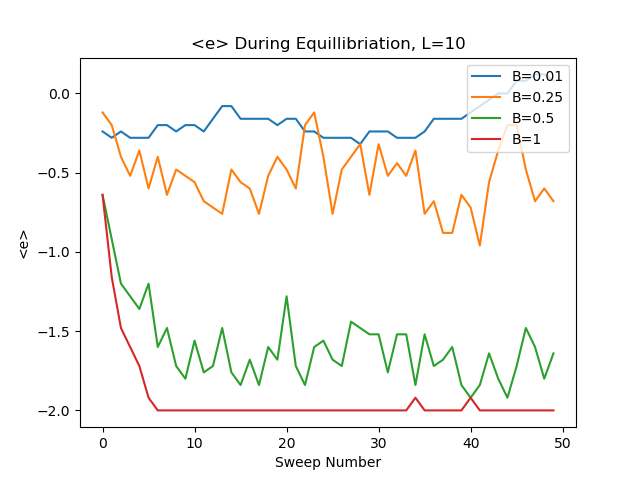 <e> During Equillibriation, L=10
B=0.01
B=0.25
B=0.5
B=1
0.0
−0.5
−1.0
−1.5
−2.0
<e>
0
10
20
30
40
50
Sweep Number